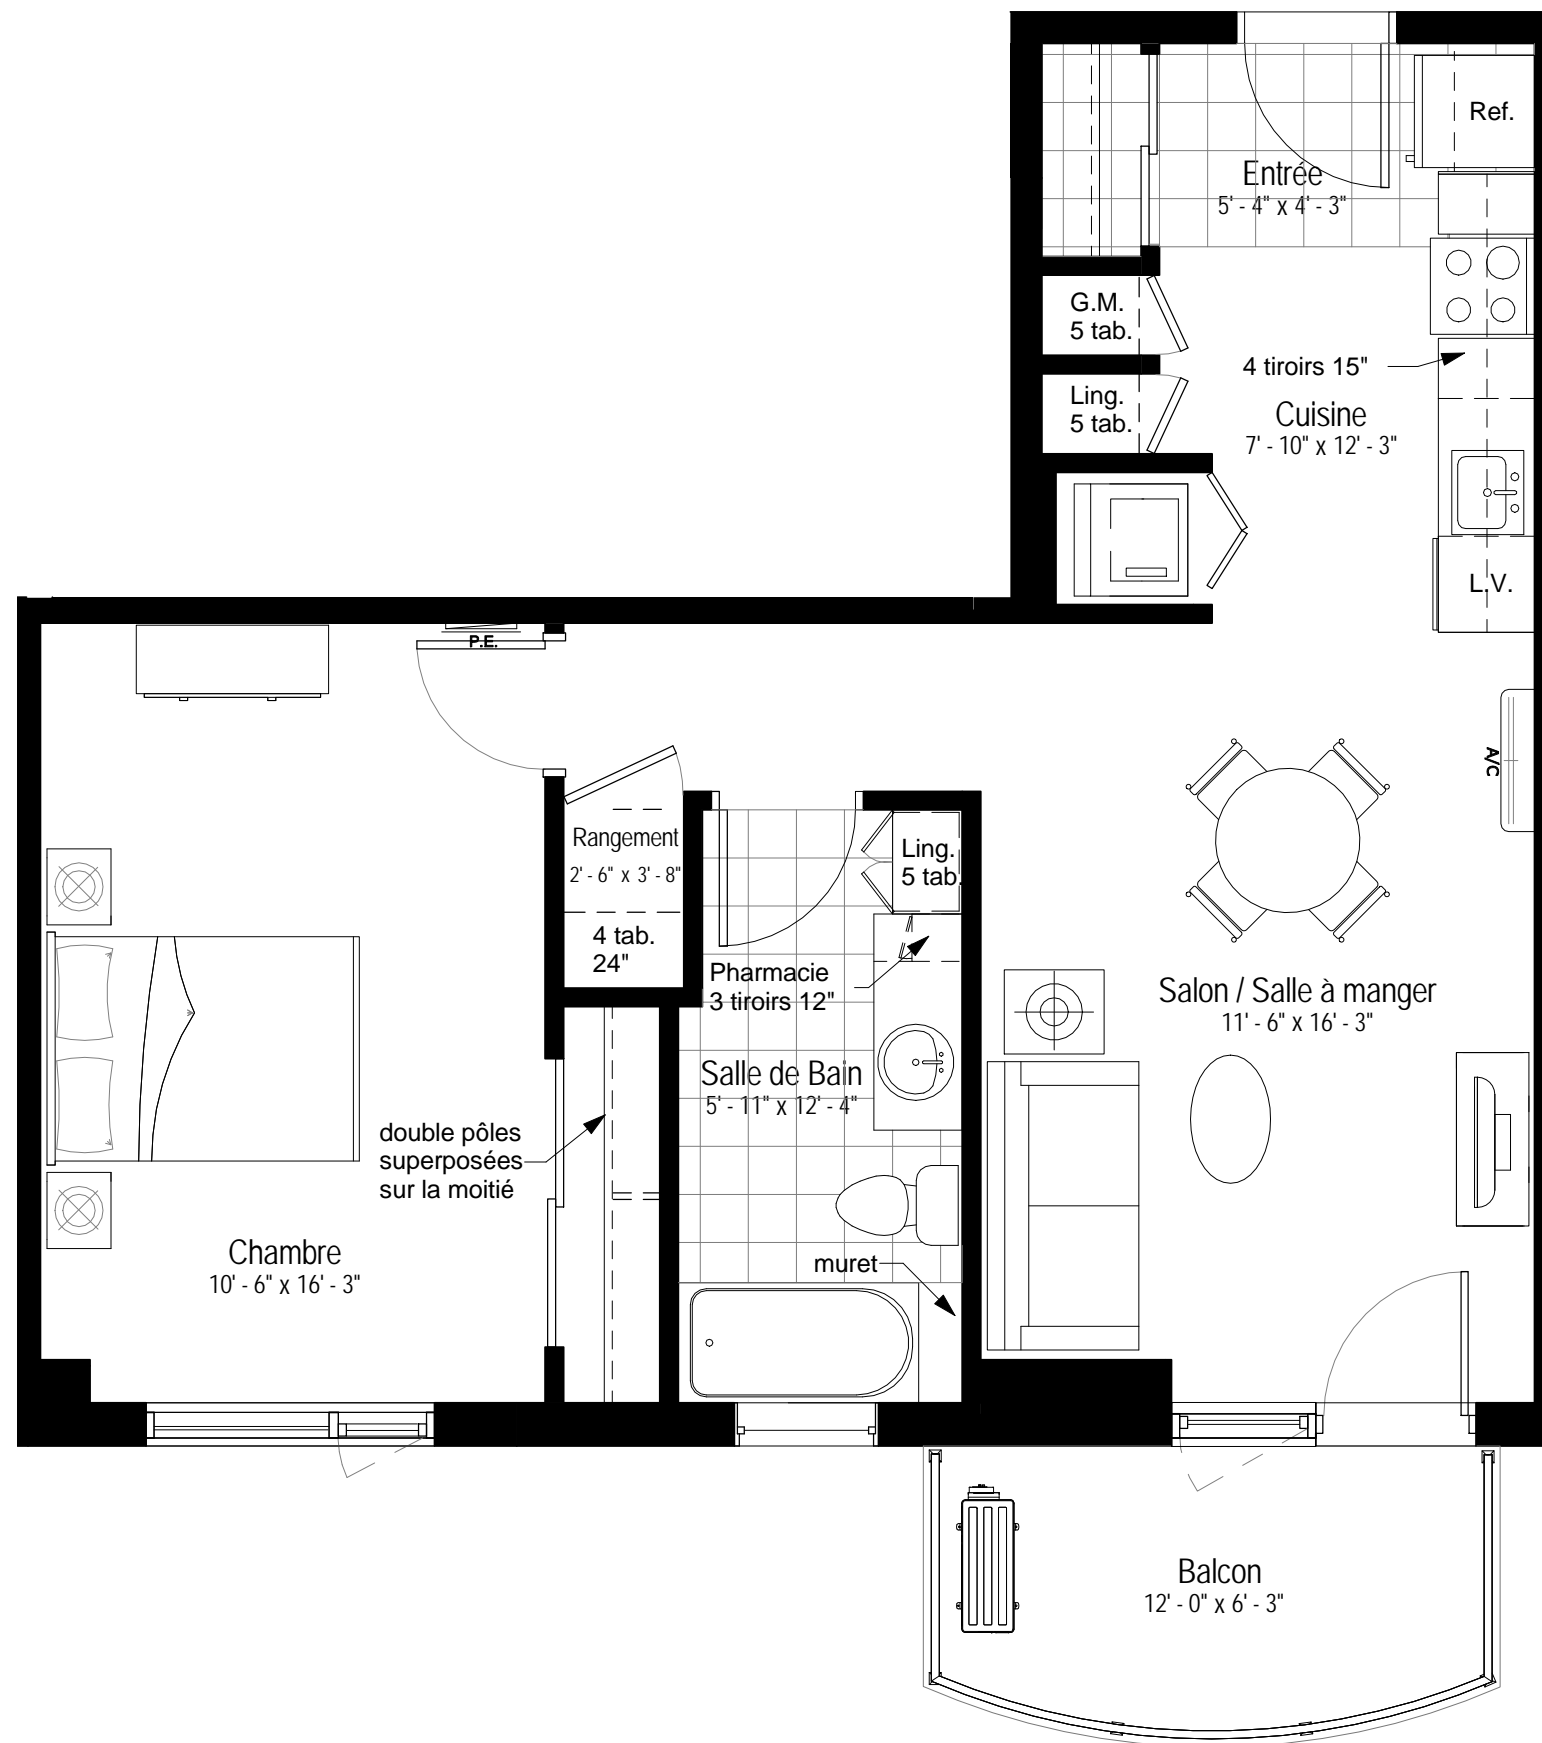 Ref.
Entrée
5' - 4" x 4' - 3"
G.M.
5 tab.
4 tiroirs 15"
Ling.
5 tab.
Cuisine
7' - 10" x 12' - 3"
L.V.
P.E.
A/C
Rangement
2' - 6" x 3' - 8"
4 tab.
24"
Ling.
5 tab.
Pharmacie
3 tiroirs 12"
Salon / Salle à manger
11' - 6" x 16' - 3"
Salle de Bain
5' - 11" x 12' - 4"
double pôles
superposées
sur la moitié
Chambre
10' - 6" x 16' - 3"
muret
Balcon
12' - 0" x 6' - 3"